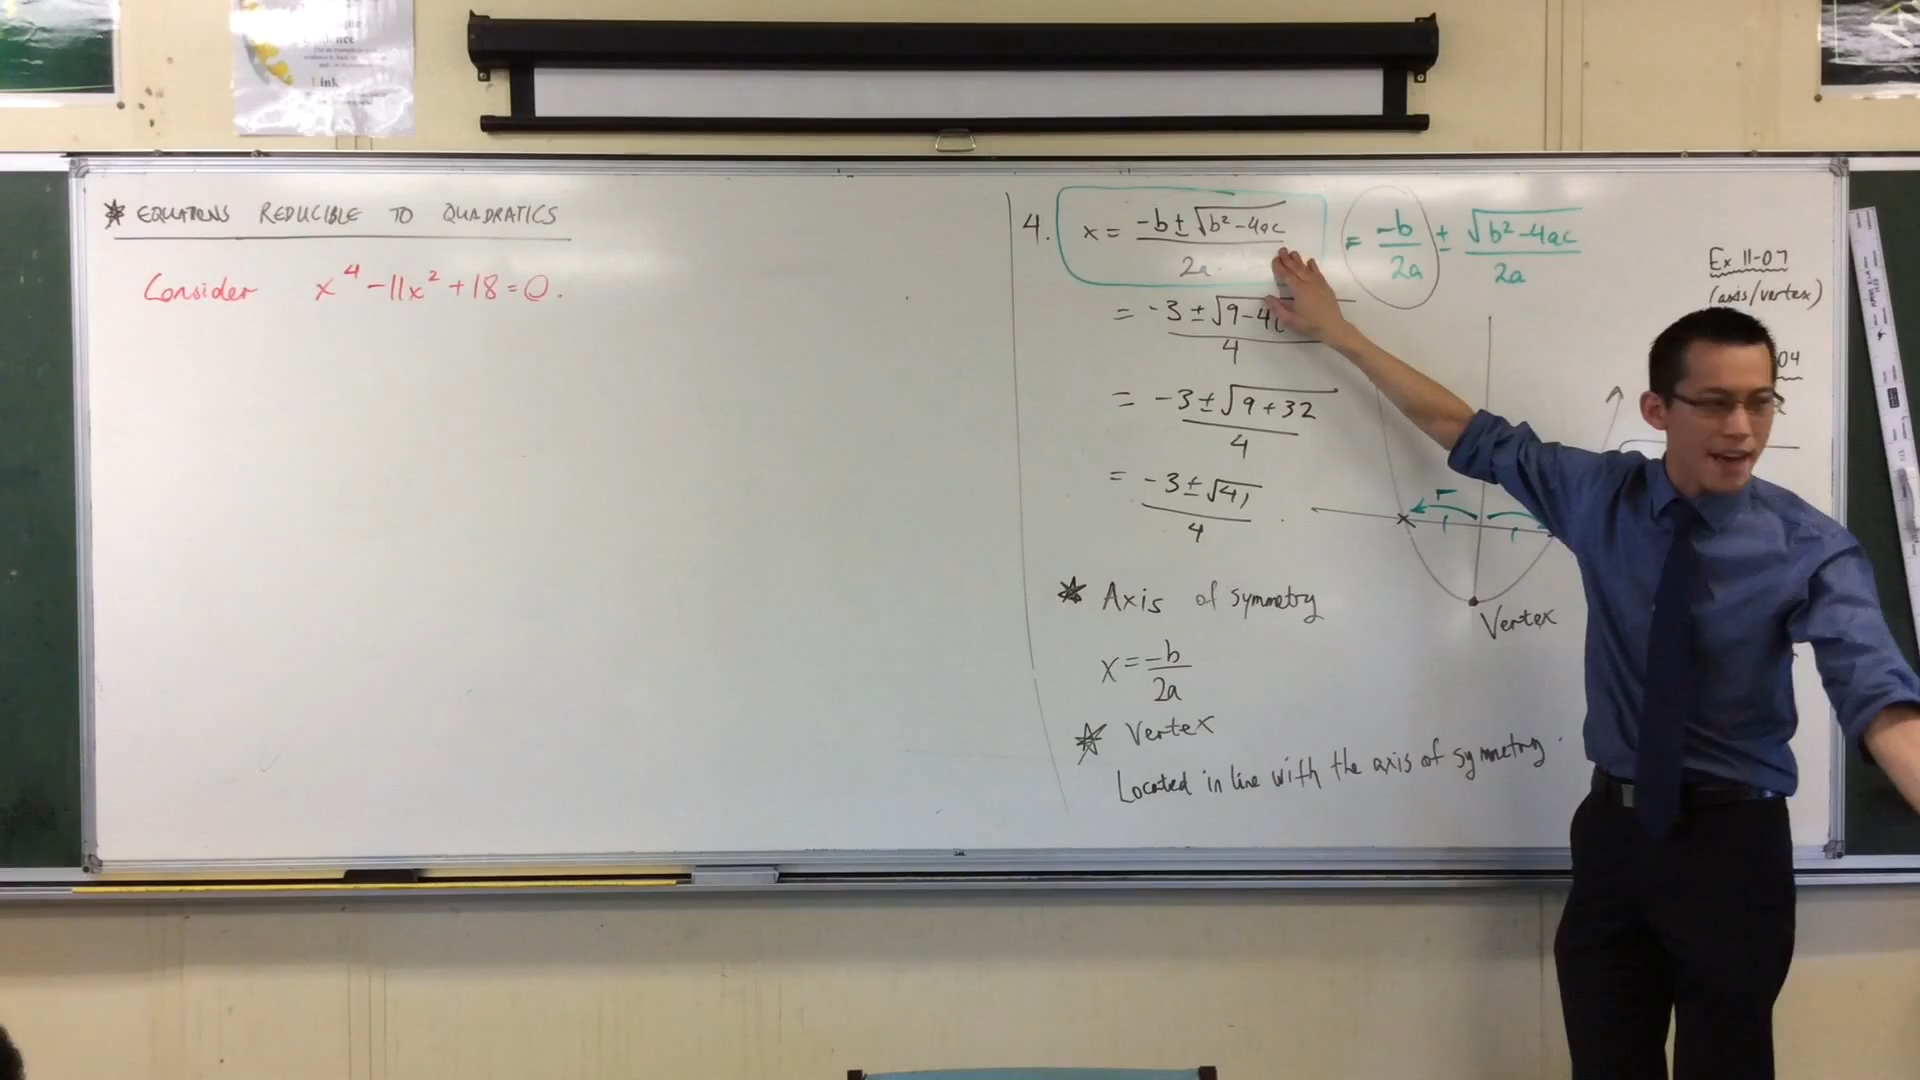 Link
★ EQUATIONS REDUCIBLE TO QUADRATICS
Consider x⁴ - 11x² + 18 = 0.
4. x = (-b ± √(b² - 4ac)) / 2a = -b/2a ± √(b² - 4ac) / 2a
= (-3 ± √(9 - 4
4
= (-3 ± √(9 + 32)) / 4
= (-3 ± √41) / 4.
★ Axis of symmetry
x = -b/2a
★ Vertex
Located in line with the axis of symmetry.
Ex 11-07
(axis/vertex)
04
r
Vertex